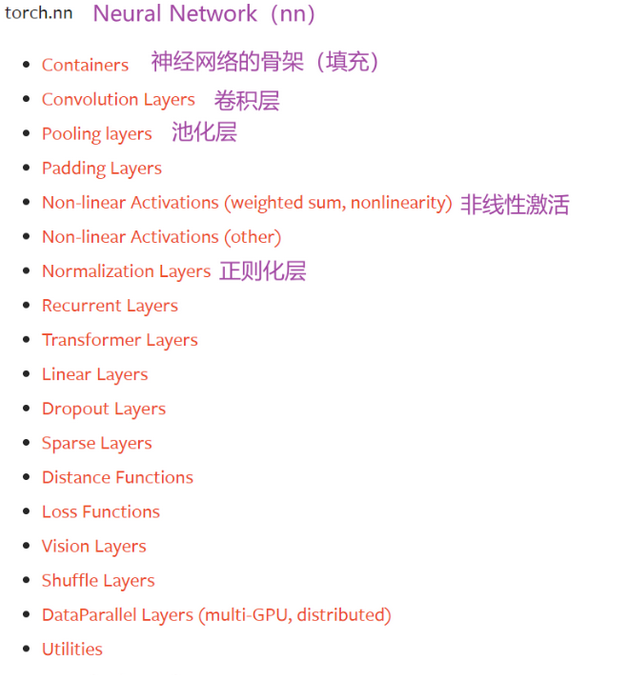 torch.nn Neural Network（nn）
Containers 神经网络的骨架（填充）
Convolution Layers 卷积层
Pooling layers 池化层
Padding Layers
Non-linear Activations (weighted sum, nonlinearity) 非线性激活
Non-linear Activations (other)
Normalization Layers 正则化层
Recurrent Layers
Transformer Layers
Linear Layers
Dropout Layers
Sparse Layers
Distance Functions
Loss Functions
Vision Layers
Shuffle Layers
DataParallel Layers (multi-GPU, distributed)
Utilities